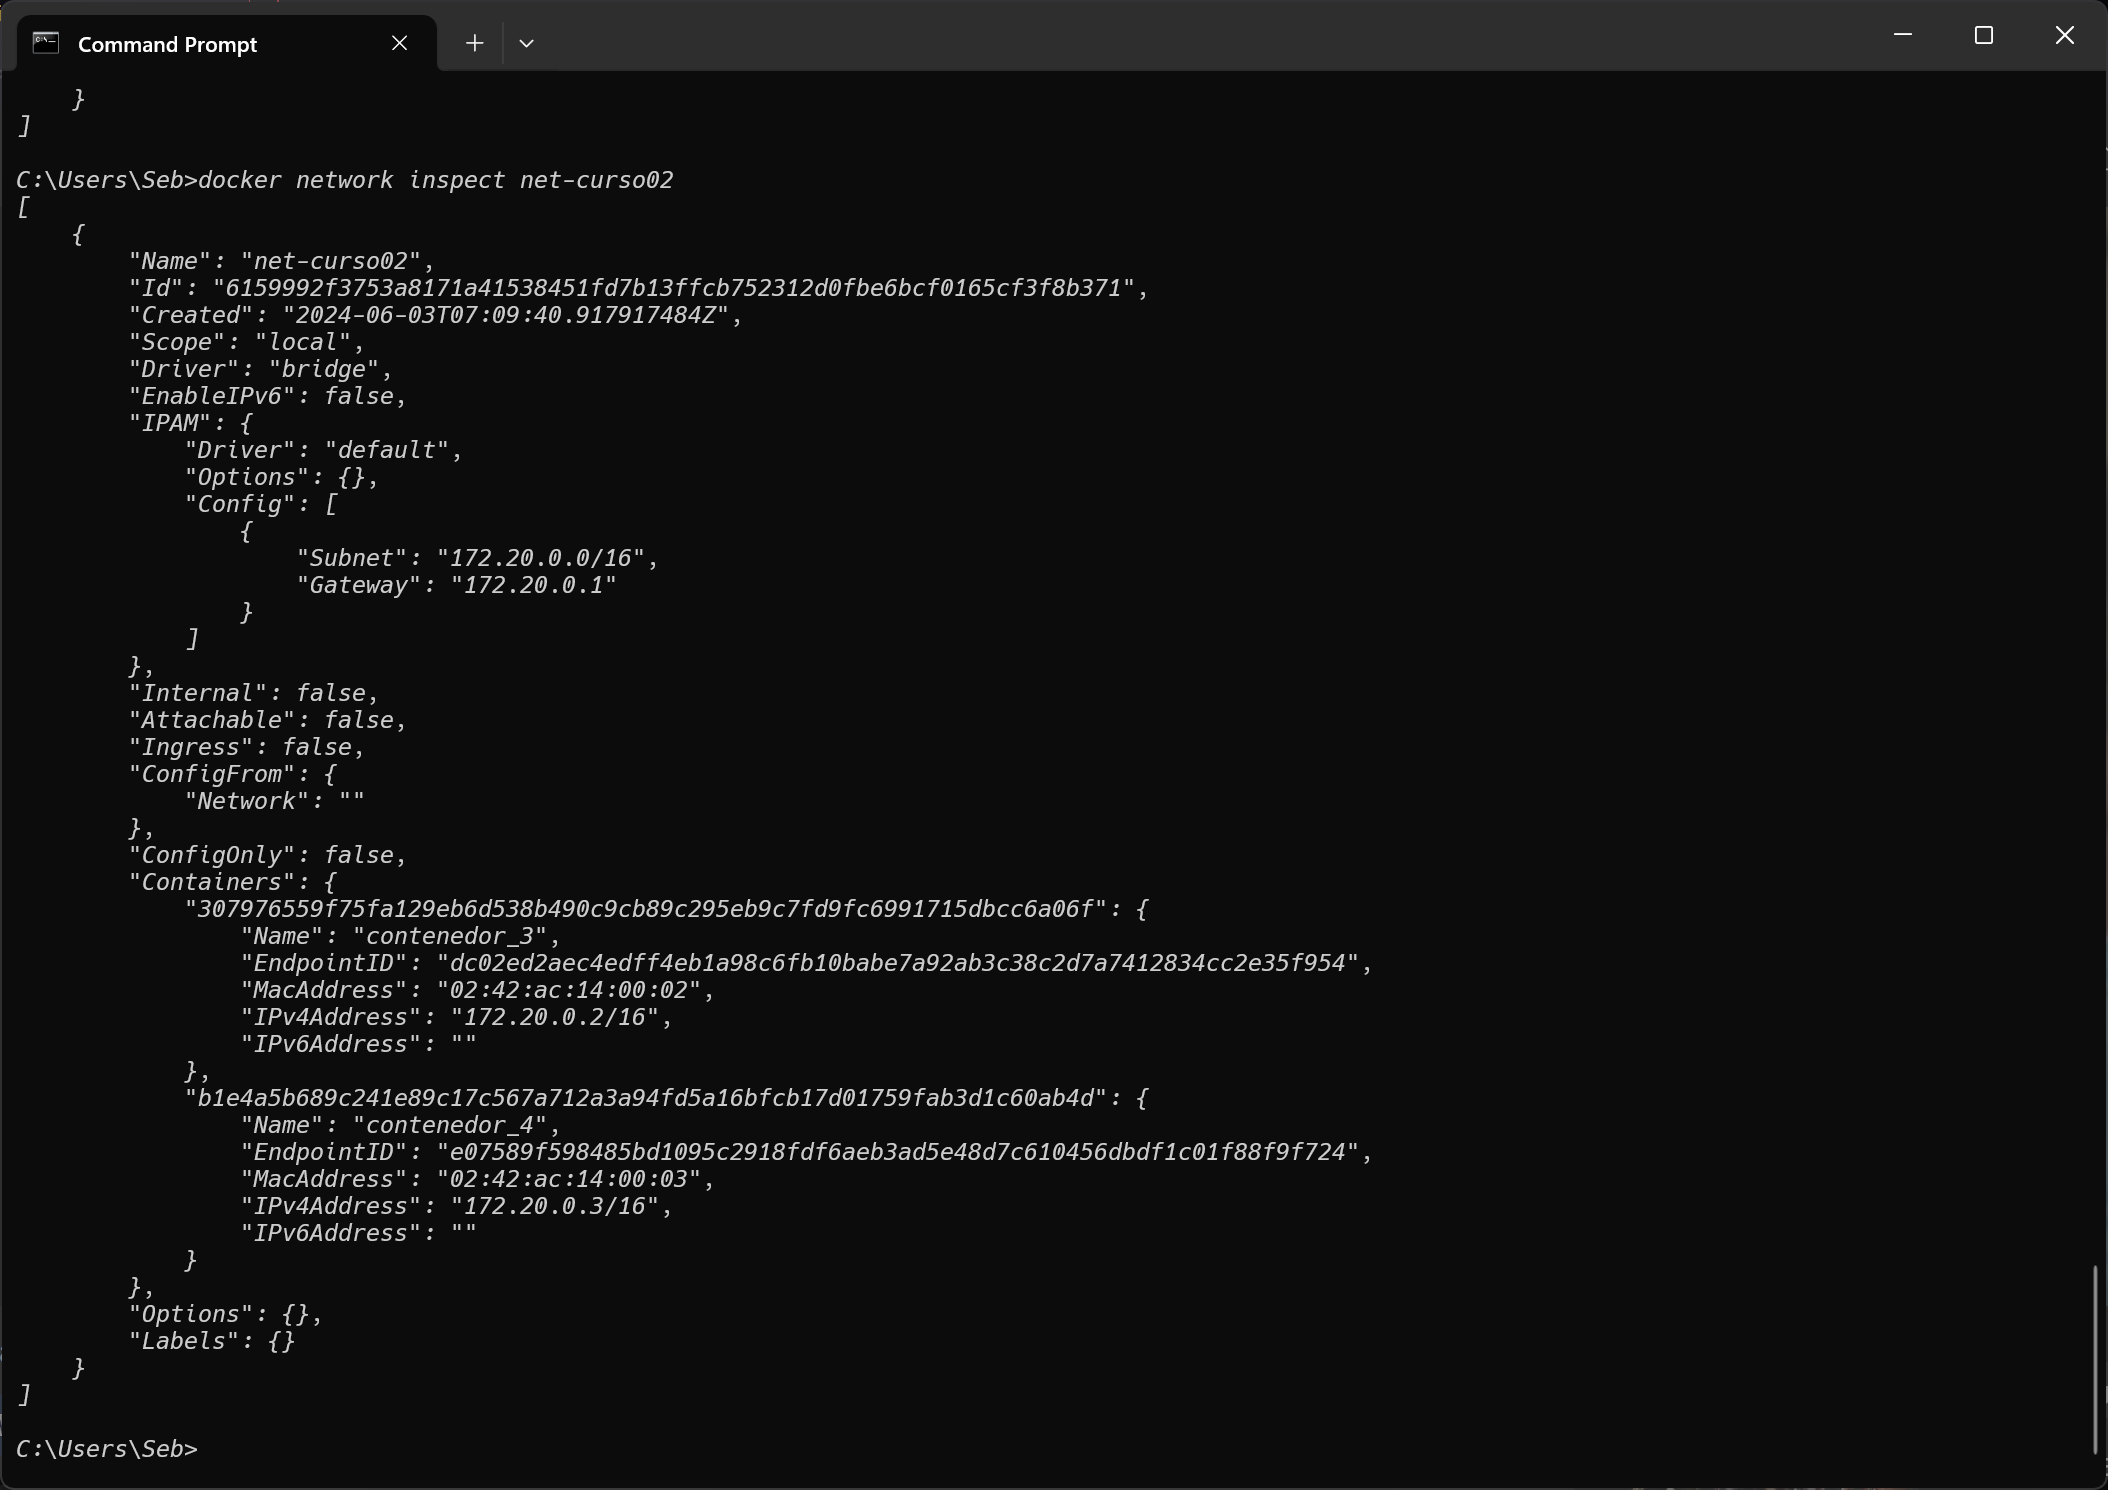 Command Prompt
    }
]
C:\Users\Seb>docker network inspect net-curso02
[
    {
        "Name": "net-curso02",
        "Id": "6159992f3753a8171a41538451fd7b13ffcb752312d0fbe6bcf0165cf3f8b371",
        "Created": "2024-06-03T07:09:40.917917484Z",
        "Scope": "local",
        "Driver": "bridge",
        "EnableIPv6": false,
        "IPAM": {
            "Driver": "default",
            "Options": {},
            "Config": [
                {
                    "Subnet": "172.20.0.0/16",
                    "Gateway": "172.20.0.1"
                }
            ]
        },
        "Internal": false,
        "Attachable": false,
        "Ingress": false,
        "ConfigFrom": {
            "Network": ""
        },
        "ConfigOnly": false,
        "Containers": {
            "307976559f75fa129eb6d538b490c9cb89c295eb9c7fd9fc6991715dbcc6a06f": {
                "Name": "contenedor_3",
                "EndpointID": "dc02ed2aec4edff4eb1a98c6fb10babe7a92ab3c38c2d7a7412834cc2e35f954",
                "MacAddress": "02:42:ac:14:00:02",
                "IPv4Address": "172.20.0.2/16",
                "IPv6Address": ""
            },
            "b1e4a5b689c241e89c17c567a712a3a94fd5a16bfcb17d01759fab3d1c60ab4d": {
                "Name": "contenedor_4",
                "EndpointID": "e07589f598485bd1095c2918fdf6aeb3ad5e48d7c610456dbdf1c01f88f9f724",
                "MacAddress": "02:42:ac:14:00:03",
                "IPv4Address": "172.20.0.3/16",
                "IPv6Address": ""
            }
        },
        "Options": {},
        "Labels": {}
    }
]
C:\Users\Seb>